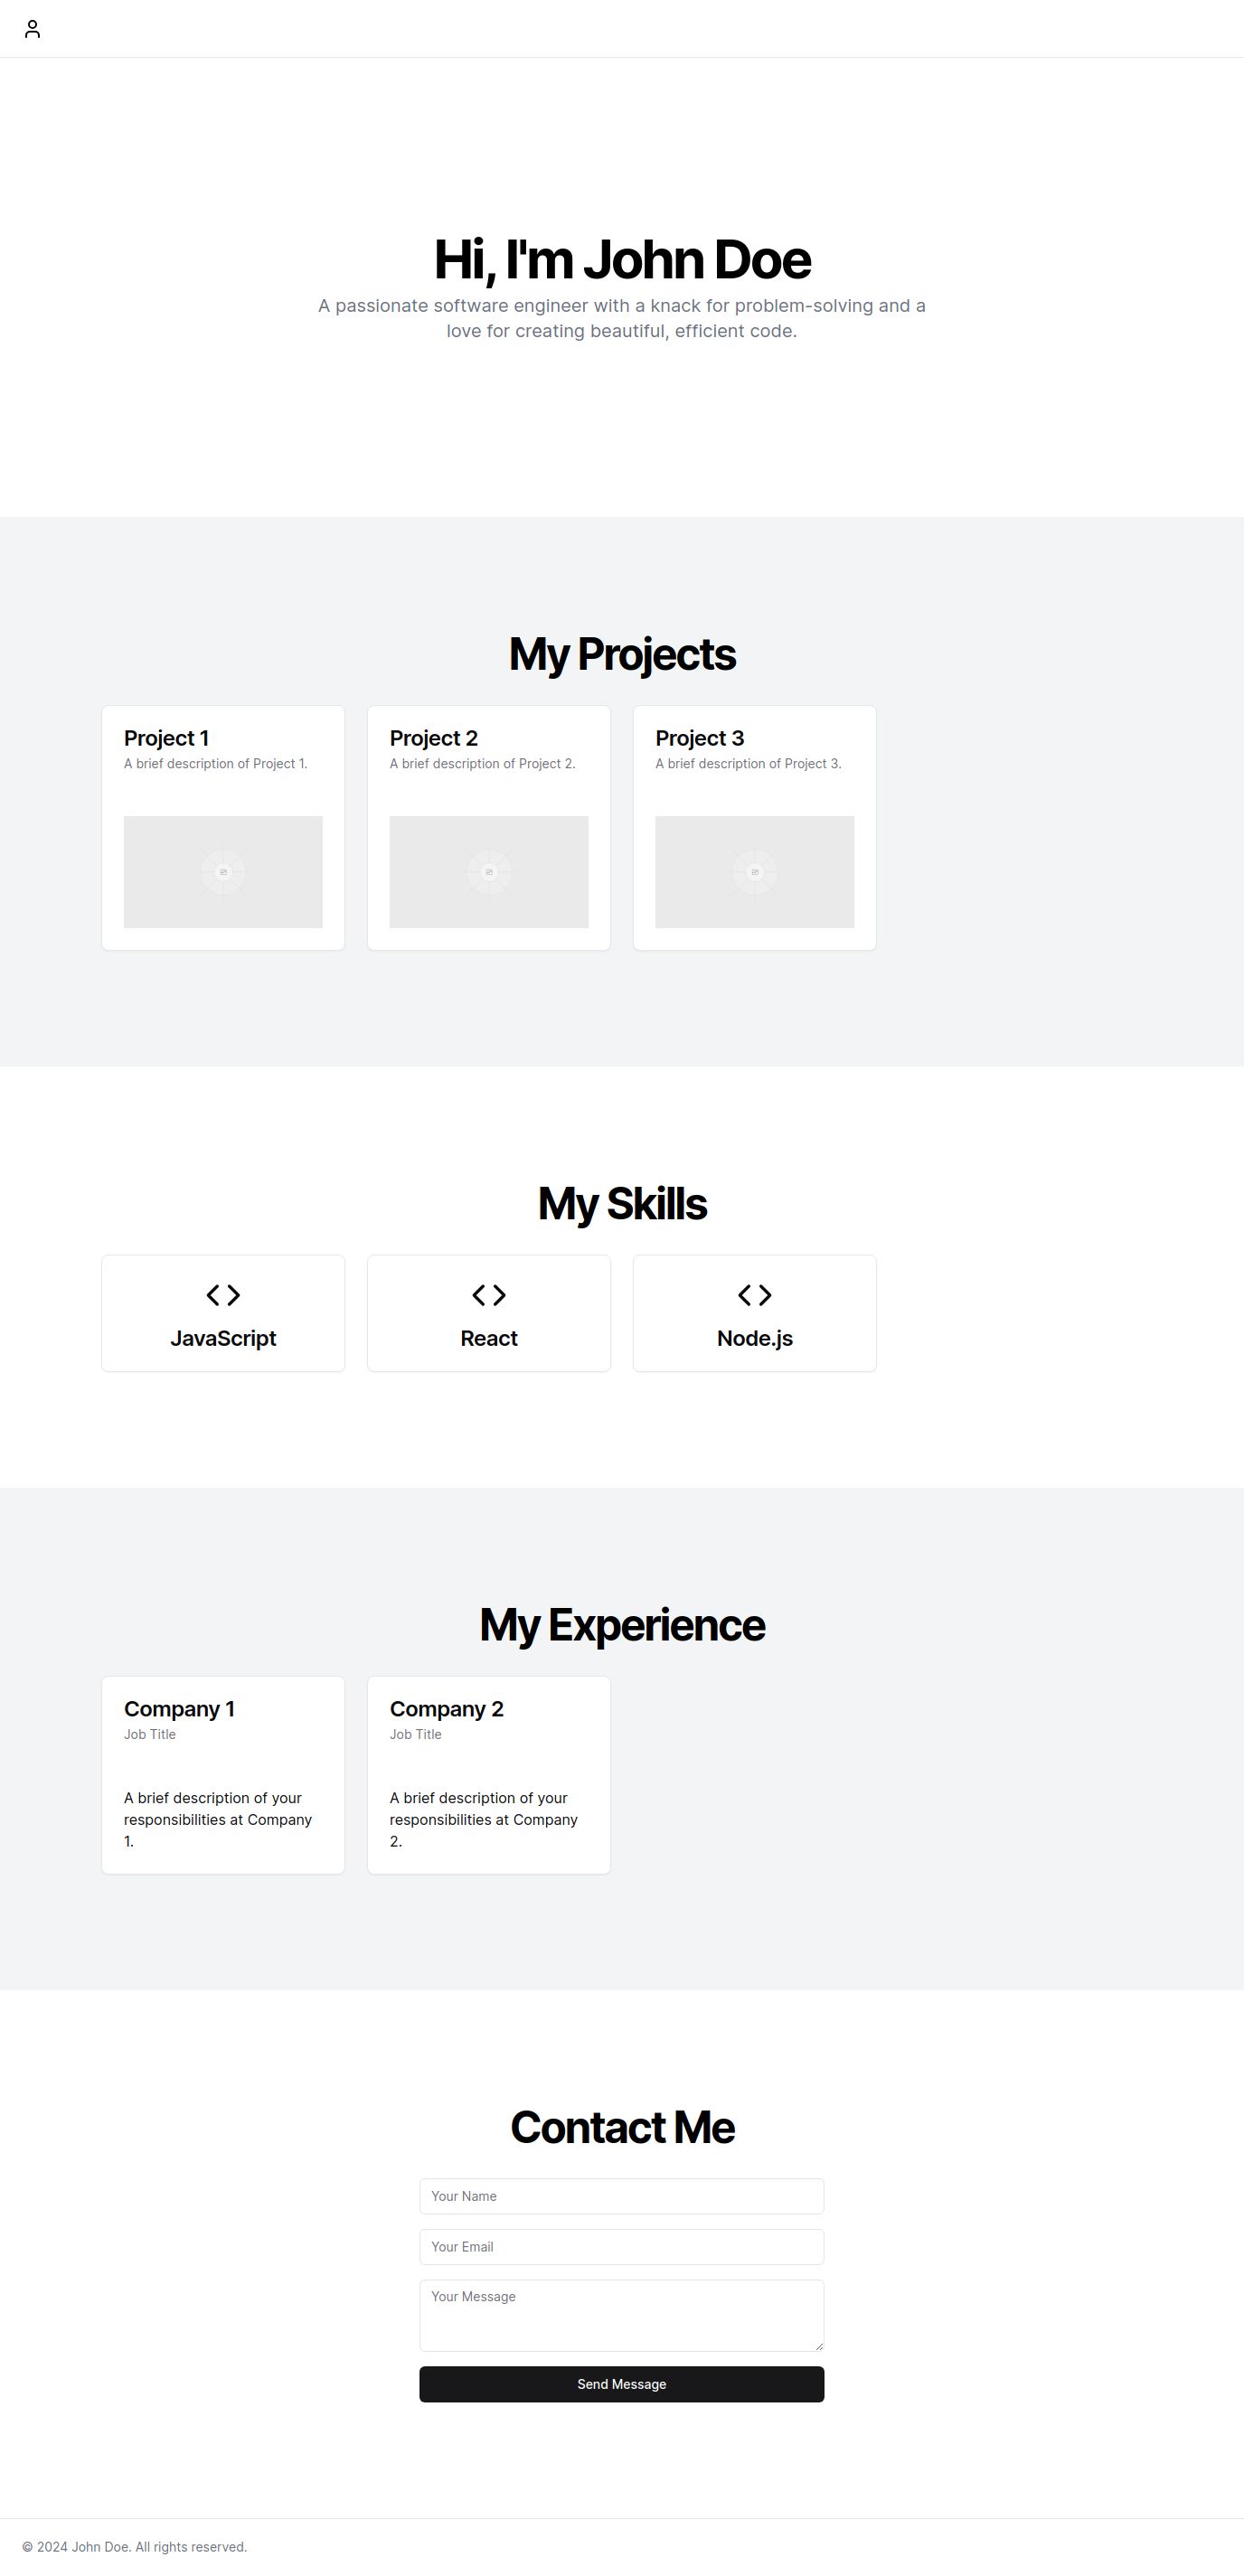 Hi, I'm John Doe
A passionate software engineer with a knack for problem-solving and a
love for creating beautiful, efficient code.
My Projects
Project 1
A brief description of Project 1.
Project 2
A brief description of Project 2.
Project 3
A brief description of Project 3.
My Skills
JavaScript
React
Node.js
My Experience
Company 1
Job Title
A brief description of your
responsibilities at Company
1.
Company 2
Job Title
A brief description of your
responsibilities at Company
2.
Contact Me
Your Name
Your Email
Your Message
Send Message
© 2024 John Doe. All rights reserved.